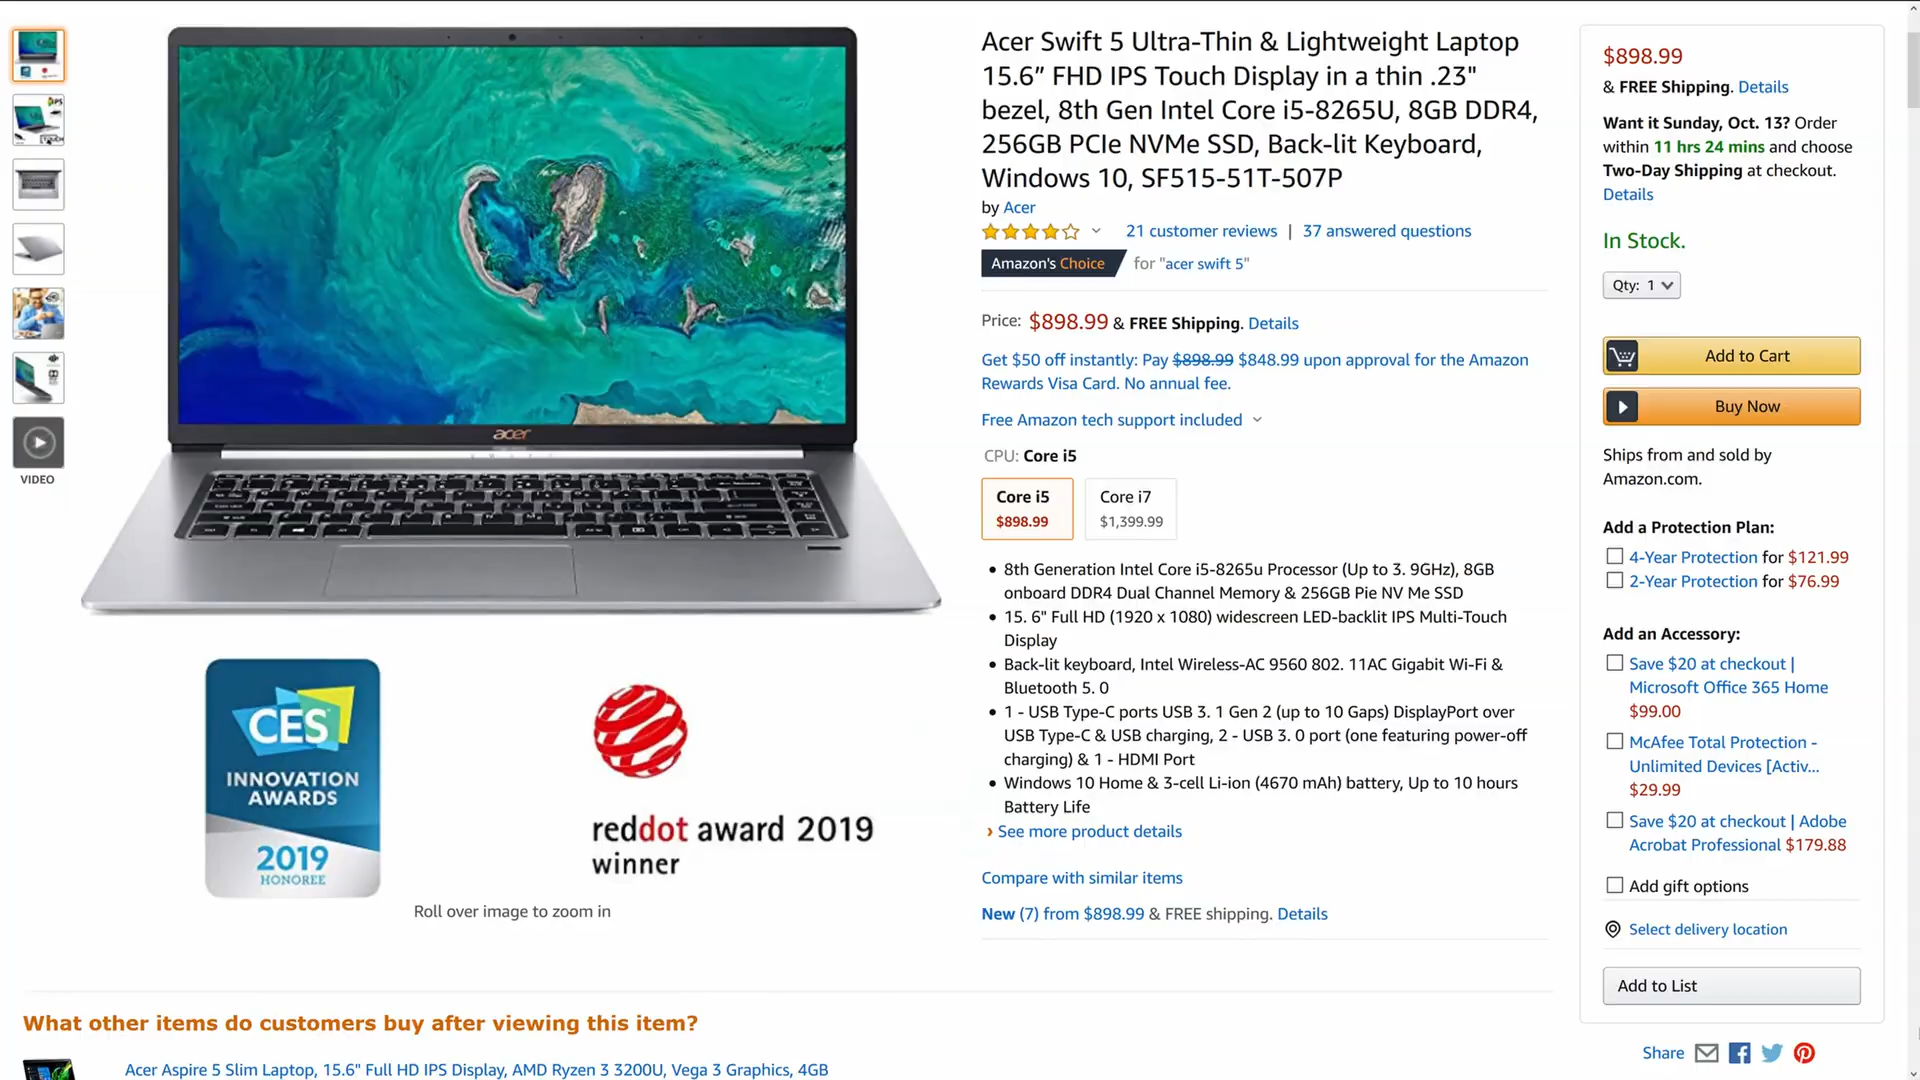 VIDEO
acer
CES
INNOVATION
AWARDS
2019
HONOREE
reddot award 2019
winner
Roll over image to zoom in
Acer Swift 5 Ultra-Thin & Lightweight Laptop
15.6” FHD IPS Touch Display in a thin .23"
bezel, 8th Gen Intel Core i5-8265U, 8GB DDR4,
256GB PCIe NVMe SSD, Back-lit Keyboard,
Windows 10, SF515-51T-507P
by Acer
21 customer reviews | 37 answered questions
Amazon's Choice for "acer swift 5"
Price: $898.99 & FREE Shipping. Details
Get $50 off instantly: Pay $898.99 $848.99 upon approval for the Amazon
Rewards Visa Card. No annual fee.
Free Amazon tech support included
CPU: Core i5
Core i5 Core i7
$898.99 $1,399.99
• 8th Generation Intel Core i5-8265u Processor (Up to 3. 9GHz), 8GB
onboard DDR4 Dual Channel Memory & 256GB Pie NV Me SSD
• 15. 6" Full HD (1920 x 1080) widescreen LED-backlit IPS Multi-Touch
Display
• Back-lit keyboard, Intel Wireless-AC 9560 802. 11AC Gigabit Wi-Fi &
Bluetooth 5. 0
• 1 - USB Type-C ports USB 3. 1 Gen 2 (up to 10 Gaps) DisplayPort over
USB Type-C & USB charging, 2 - USB 3. 0 port (one featuring power-off
charging) & 1 - HDMI Port
• Windows 10 Home & 3-cell Li-ion (4670 mAh) battery, Up to 10 hours
Battery Life
› See more product details
Compare with similar items
New (7) from $898.99 & FREE shipping. Details
$898.99
& FREE Shipping. Details
Want it Sunday, Oct. 13? Order
within 11 hrs 24 mins and choose
Two-Day Shipping at checkout.
Details
In Stock.
Qty: 1
Add to Cart
Buy Now
Ships from and sold by
Amazon.com.
Add a Protection Plan:
4-Year Protection for $121.99
2-Year Protection for $76.99
Add an Accessory:
Save $20 at checkout |
Microsoft Office 365 Home
$99.00
McAfee Total Protection -
Unlimited Devices [Activ...
$29.99
Save $20 at checkout | Adobe
Acrobat Professional $179.88
Add gift options
Select delivery location
Add to List
Share
What other items do customers buy after viewing this item?
Acer Aspire 5 Slim Laptop, 15.6" Full HD IPS Display, AMD Ryzen 3 3200U, Vega 3 Graphics, 4GB